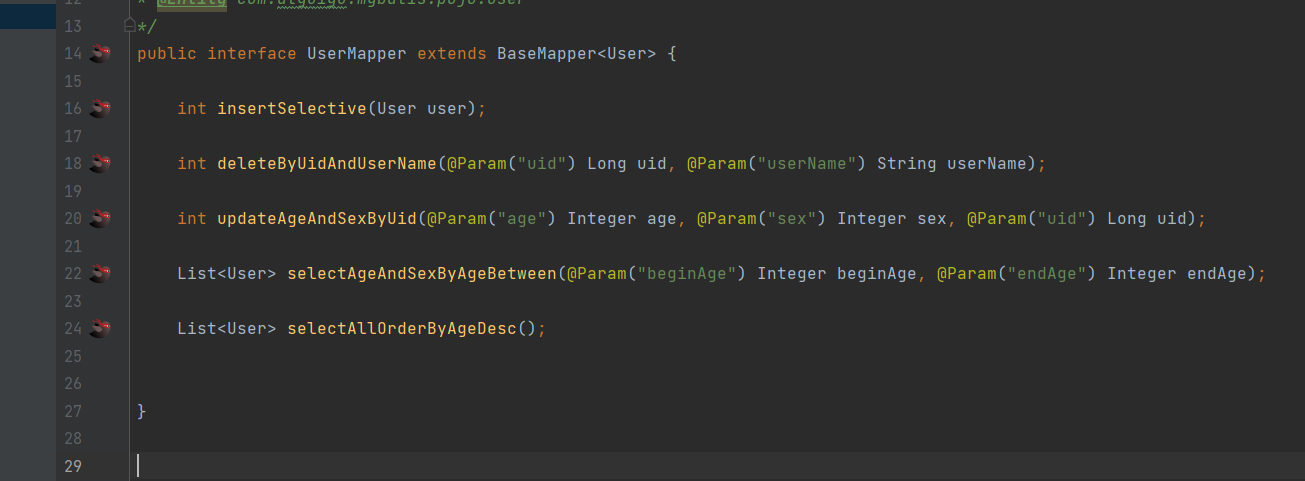 12
13 */
14 public interface UserMapper extends BaseMapper<User> {
15
16 int insertSelective(User user);
17
18 int deleteByUidAndUserName(@Param("uid") Long uid, @Param("userName") String userName);
19
20 int updateAgeAndSexByUid(@Param("age") Integer age, @Param("sex") Integer sex, @Param("uid") Long uid);
21
22 List<User> selectAgeAndSexByAgeBetween(@Param("beginAge") Integer beginAge, @Param("endAge") Integer endAge);
23
24 List<User> selectAllOrderByAgeDesc();
25
26
27 }
28
29